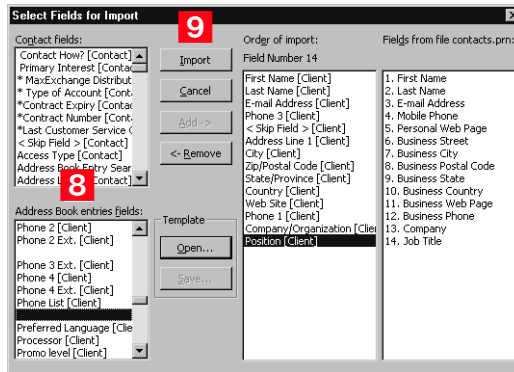 Select Fields for Import
9
Contact fields:
Contact How? [Contact]
Primary Interest [Contac
* MaxExchange Distribut
* Type of Account [Cont
*Contract Expiry [Contac
*Contract Number [Cont
*Last Customer Service (
< Skip Field > [Contact]
Access Type [Contact]
Address Book Entry Sear
Address L Contact]
8
Address Book entries fields:
Phone 2 [Client]
Phone 2 Ext. [Client]
Phone 3 Ext. [Client]
Phone 4 [Client]
Phone 4 Ext. [Client]
Phone List [Client]
Preferred Language [Clie
Processor [Client]
Promo level [Client]
Import
Cancel
Add ->
<- Remove
Template
Open...
Save...
Order of import:
Field Number 14
First Name [Client]
Last Name [Client]
E-mail Address [Client]
Phone 3 [Client]
< Skip Field > [Client]
Address Line 1 [Client]
City [Client]
Zip/Postal Code [Client]
State/Province [Client]
Country [Client]
Web Site [Client]
Phone 1 [Client]
Company/Organization [Clie
Position [Client]
Fields from file contacts.prn:
1. First Name
2. Last Name
3. E-mail Address
4. Mobile Phone
5. Personal Web Page
6. Business Street
7. Business City
8. Business Postal Code
9. Business State
10. Business Country
11. Business Web Page
12. Business Phone
13. Company
14. Job Title